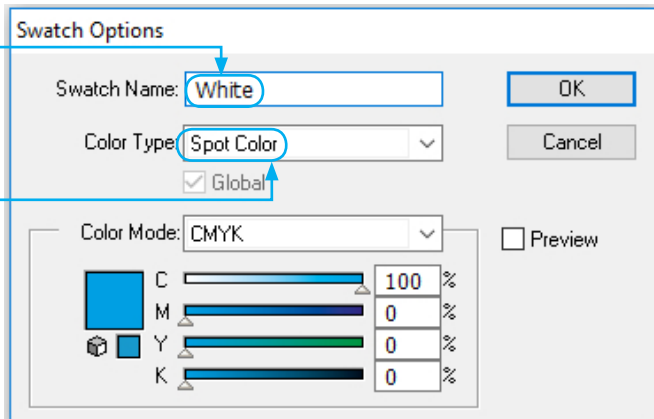 Swatch Options
Swatch Name: White OK
Color Type: Spot Color Cancel
Global
Color Mode: CMYK Preview
C 100 %
M 0 %
Y 0 %
K 0 %